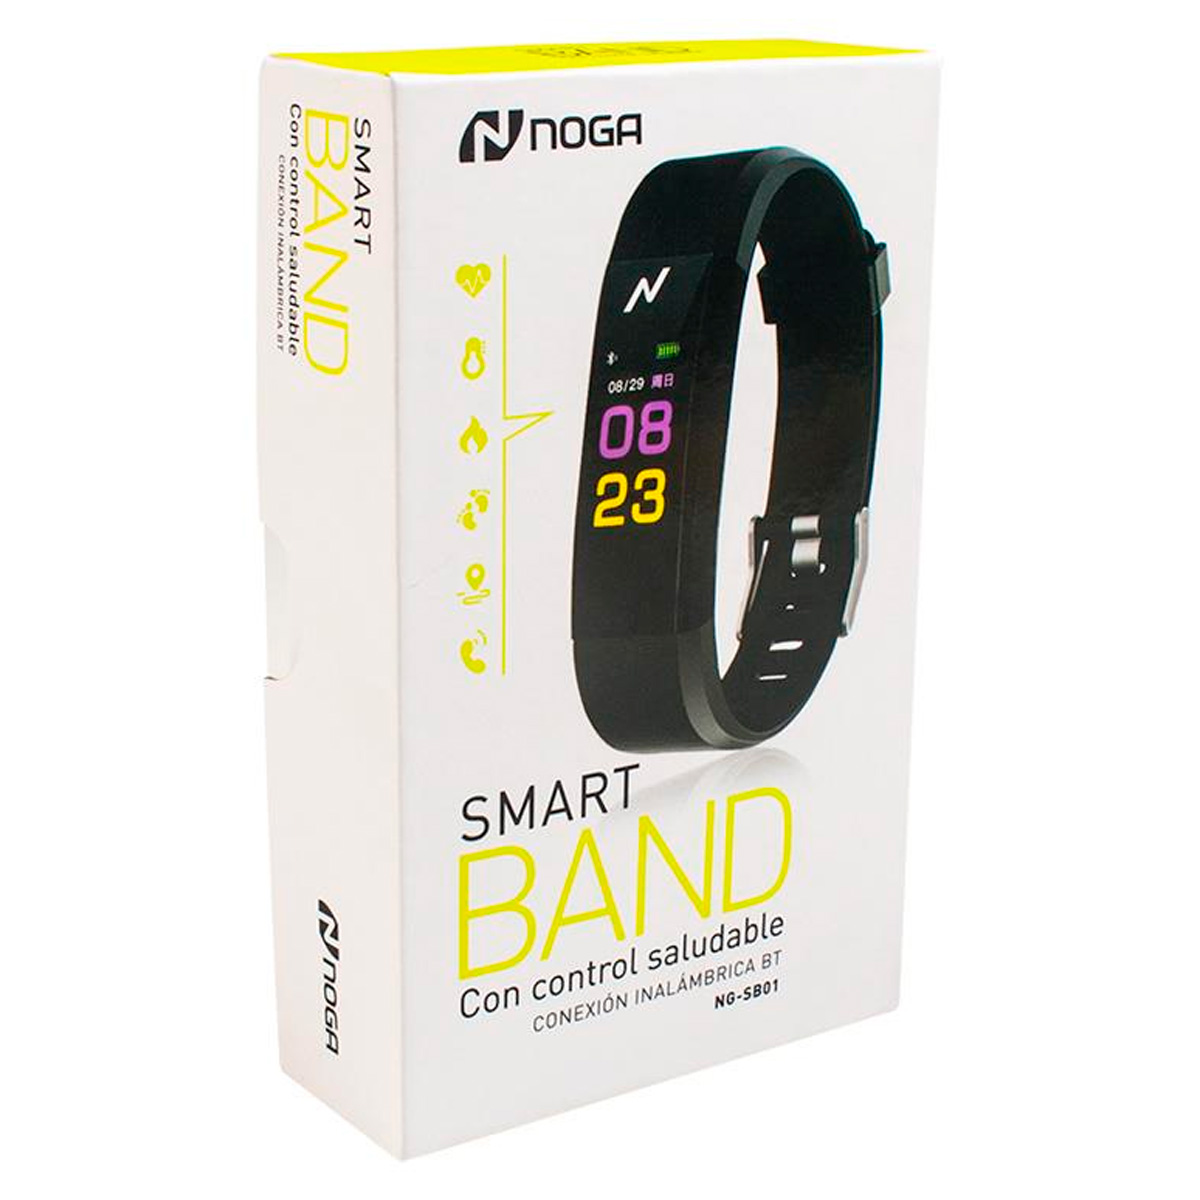 NOGA
08/29 周日
08
23
SMART
BAND
Con control saludable
CONEXIÓN INALÁMBRICA BT
NG-SB01
SMART
BAND
Con control saludable
CONEXIÓN INALÁMBRICA BT
NOGA